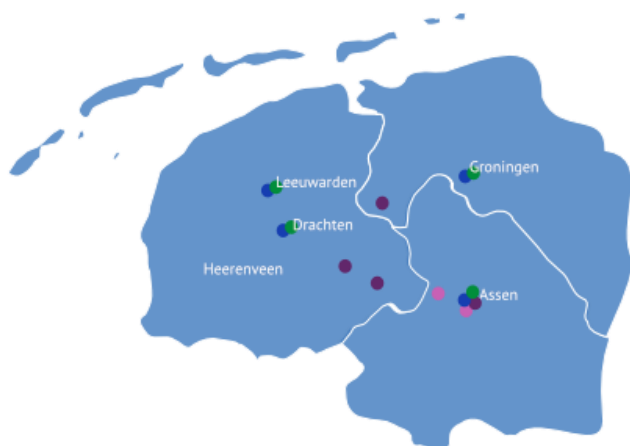 Groningen
Leeuwarden
Drachten
Heerenveen
Assen